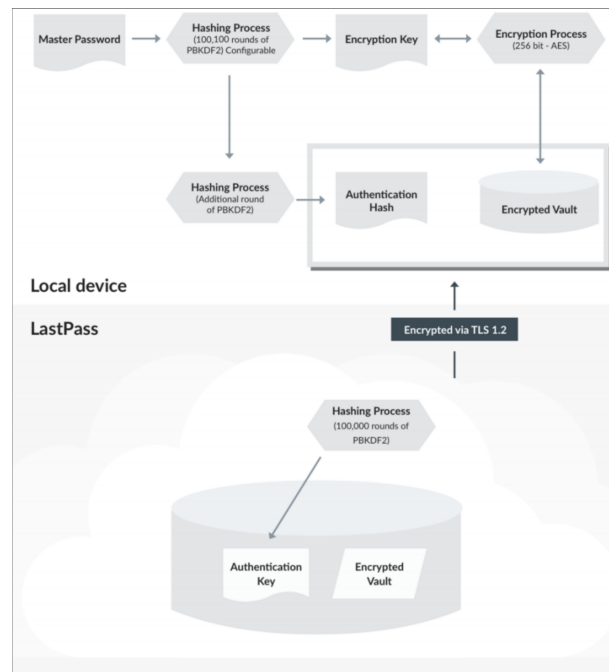 Master Password
Hashing Process
(100,100 rounds of
PBKDF2) Configurable
Encryption Key
Encryption Process
(256 bit - AES)
Hashing Process
(Additional round
of PBKDF2)
Authentication
Hash
Encrypted Vault
Local device
LastPass
Encrypted via TLS 1.2
Hashing Process
(100,000 rounds of
PBKDF2)
Authentication
Key
Encrypted
Vault